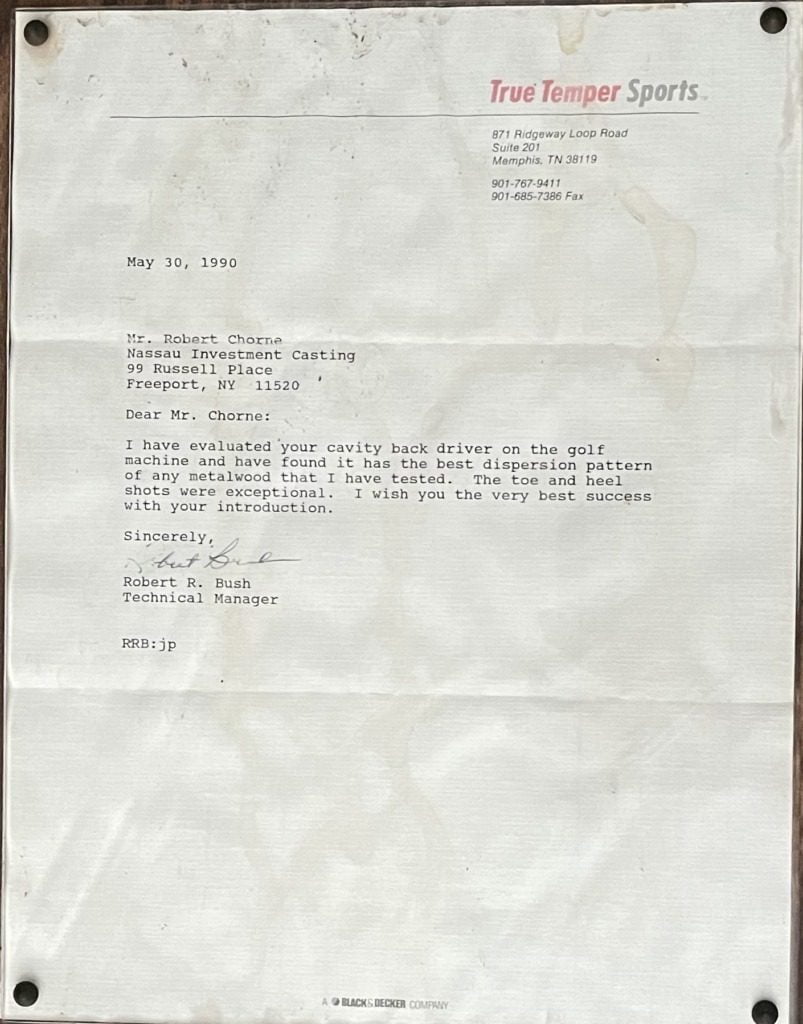 True Temper Sports
871 Ridgeway Loop Road
Suite 201
Memphis, TN 38119
901-767-9411
901-685-7386 Fax
May 30, 1990
Mr. Robert Chorne
Nassau Investment Casting
99 Russell Place
Freeport, NY 11520
Dear Mr. Chorne:
I have evaluated your cavity back driver on the golf
machine and have found it has the best dispersion pattern
of any metalwood that I have tested. The toe and heel
shots were exceptional. I wish you the very best success
with your introduction.
Sincerely,
Robert Bush
Robert R. Bush
Technical Manager
RRB:jp
A BLACK & DECKER COMPANY